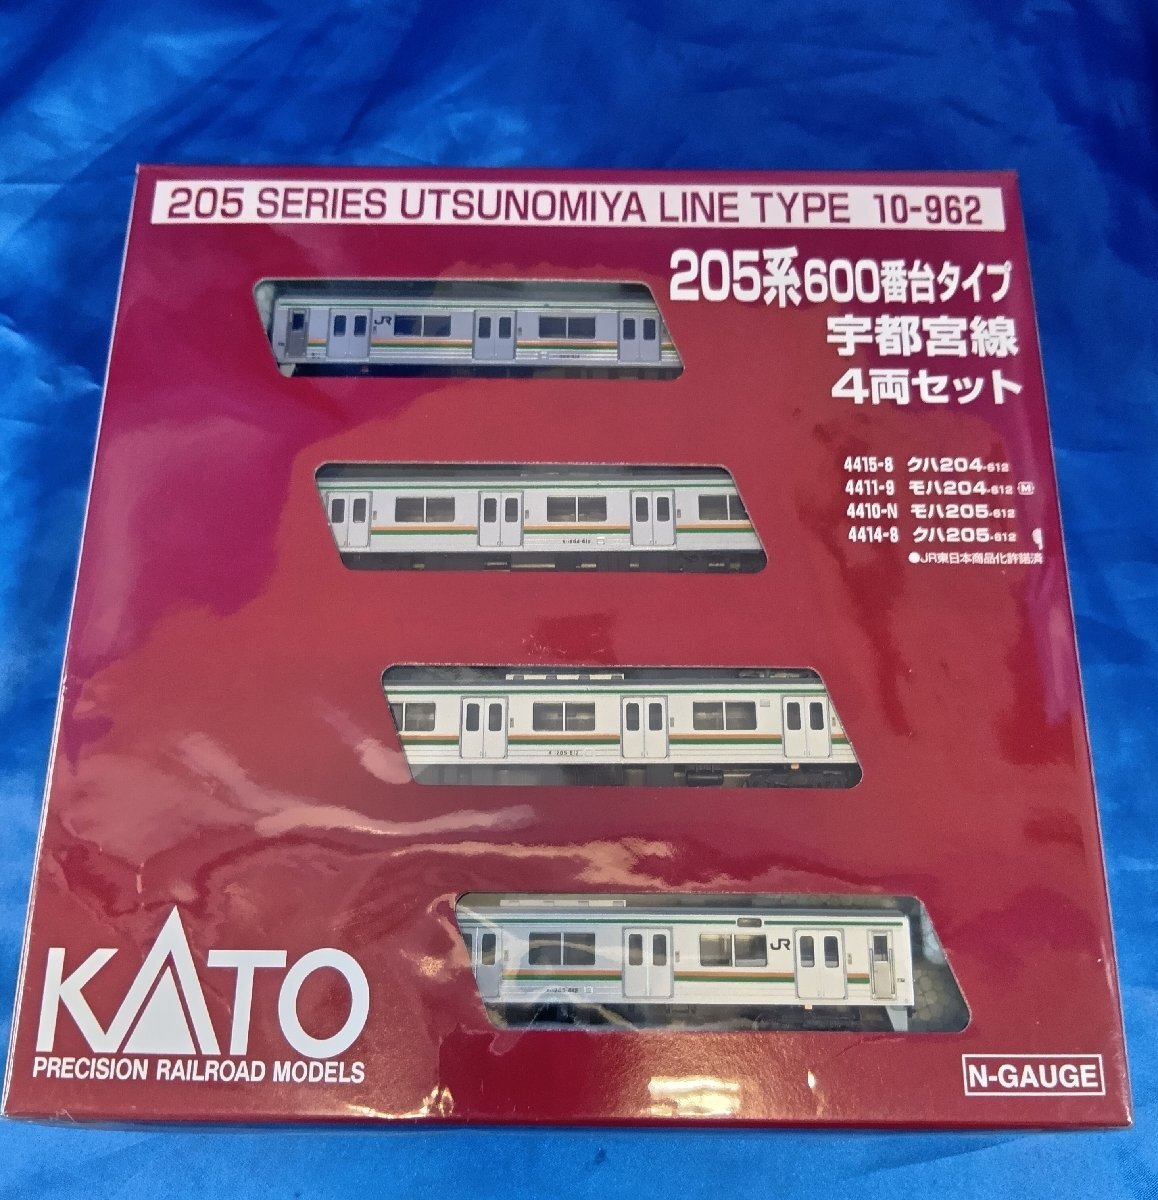 205 SERIES UTSUNOMIYA LINE TYPE 10-962
205系600番台タイプ
宇都宮線
4両セット
4415-8 クハ204-612
4411-9 モハ204-612 M
4410-N モハ205-612
4414-8 クハ205-612
●JR東日本商品化許諾済
JR
JR
KATO
PRECISION RAILROAD MODELS
N-GAUGE